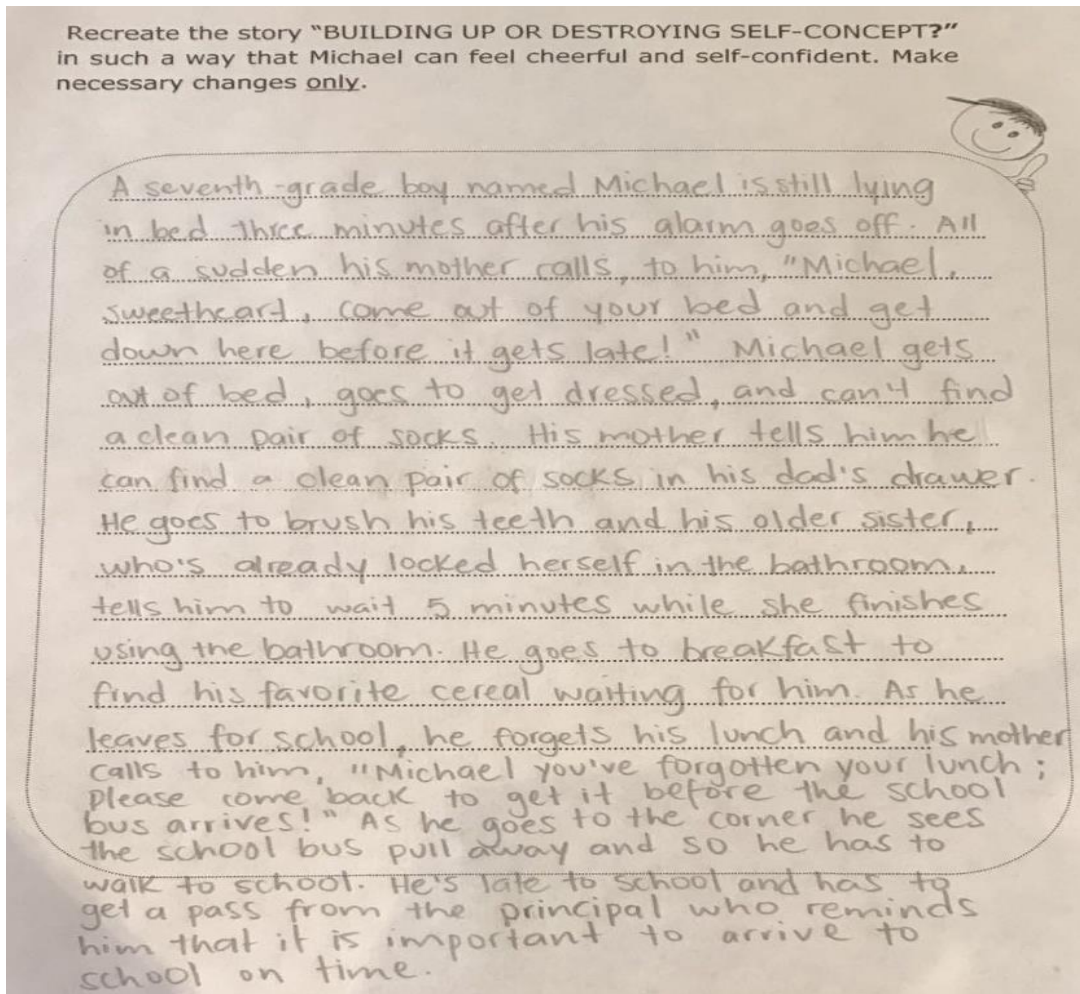 Recreate the story “BUILDING UP OR DESTROYING SELF-CONCEPT?”
in such a way that Michael can feel cheerful and self-confident. Make
necessary changes only.
A seventh-grade boy named Michael is still lying
in bed three minutes after his alarm goes off. All
of a sudden his mother calls, to him, "Michael,
sweetheart, come out of your bed and get
down here before it gets late!" Michael gets
out of bed, goes to get dressed, and can't find
a clean pair of socks. His mother tells him he
can find a clean pair of socks in his dad's drawer.
He goes to brush his teeth and his older sister,
who's already locked herself in the bathroom,
tells him to wait 5 minutes while she finishes
using the bathroom. He goes to breakfast to
find his favorite cereal waiting for him. As he
leaves for school, he forgets his lunch and his mother
calls to him, "Michael you've forgotten your lunch;
Please come back to get it before the school
bus arrives!" As he goes to the corner he sees
the school bus pull away and so he has to
walk to school. He's late to school and has to
get a pass from the principal who reminds
him that it is important to arrive to
school on time.